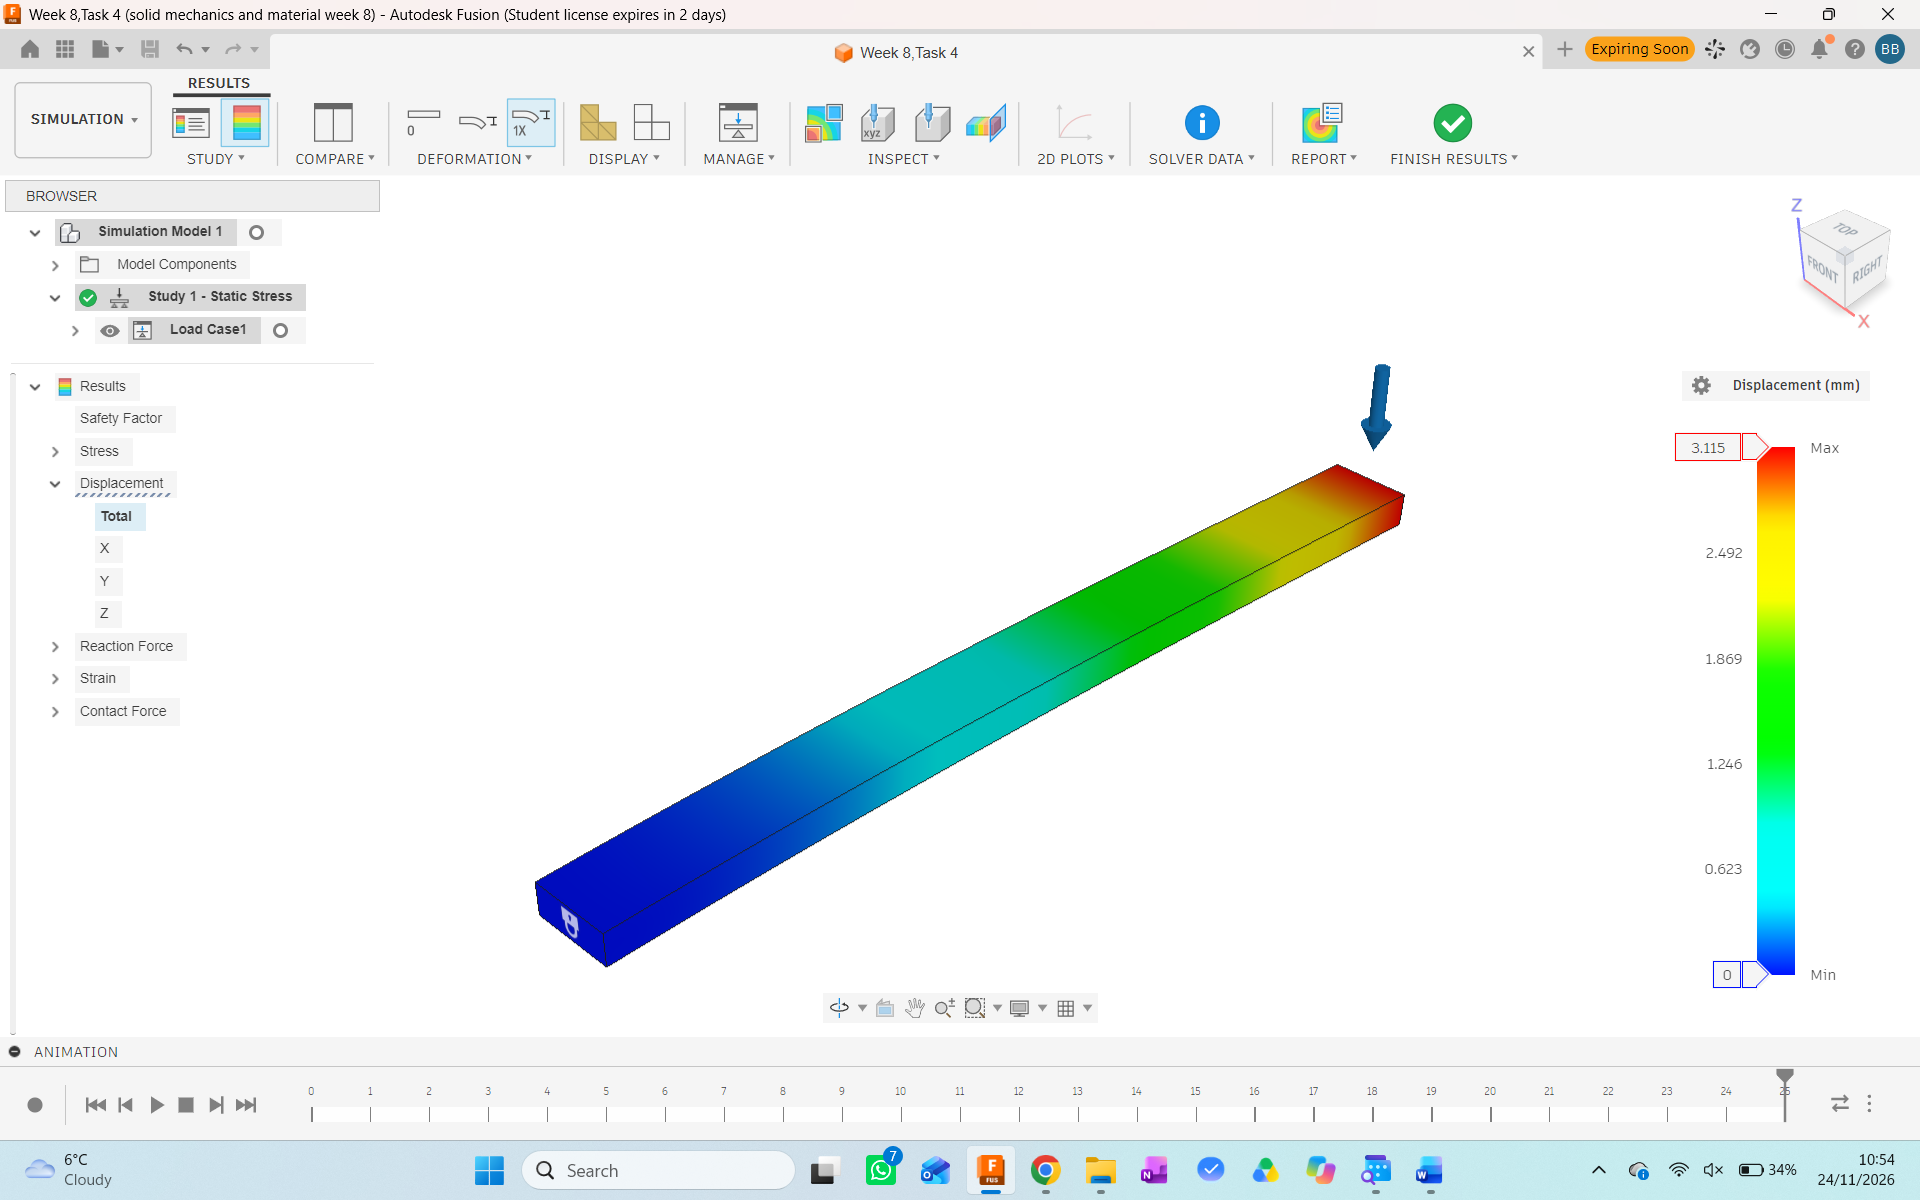 Week 8,Task 4 (solid mechanics and material week 8) - Autodesk Fusion (Student license expires in 2 days)
Week 8,Task 4
Expiring Soon
BB
SIMULATION
RESULTS
0
1X
xyz
STUDY
COMPARE
DEFORMATION
DISPLAY
MANAGE
INSPECT
2D PLOTS
SOLVER DATA
REPORT
FINISH RESULTS
BROWSER
Simulation Model 1
Model Components
Study 1 - Static Stress
Load Case1
Results
Safety Factor
Stress
Displacement
Total
X
Y
Z
Reaction Force
Strain
Contact Force
Z
TOP
FRONT
RIGHT
X
Displacement (mm)
3.115
Max
2.492
1.869
1.246
0.623
0
Min
ANIMATION
0 1 2 3 4 5 6 7 8 9 10 11 12 13 14 15 16 17 18 19 20 21 22 23 24 25
6°C
Cloudy
Search
7
F
FUS
34%
10:54
24/11/2026